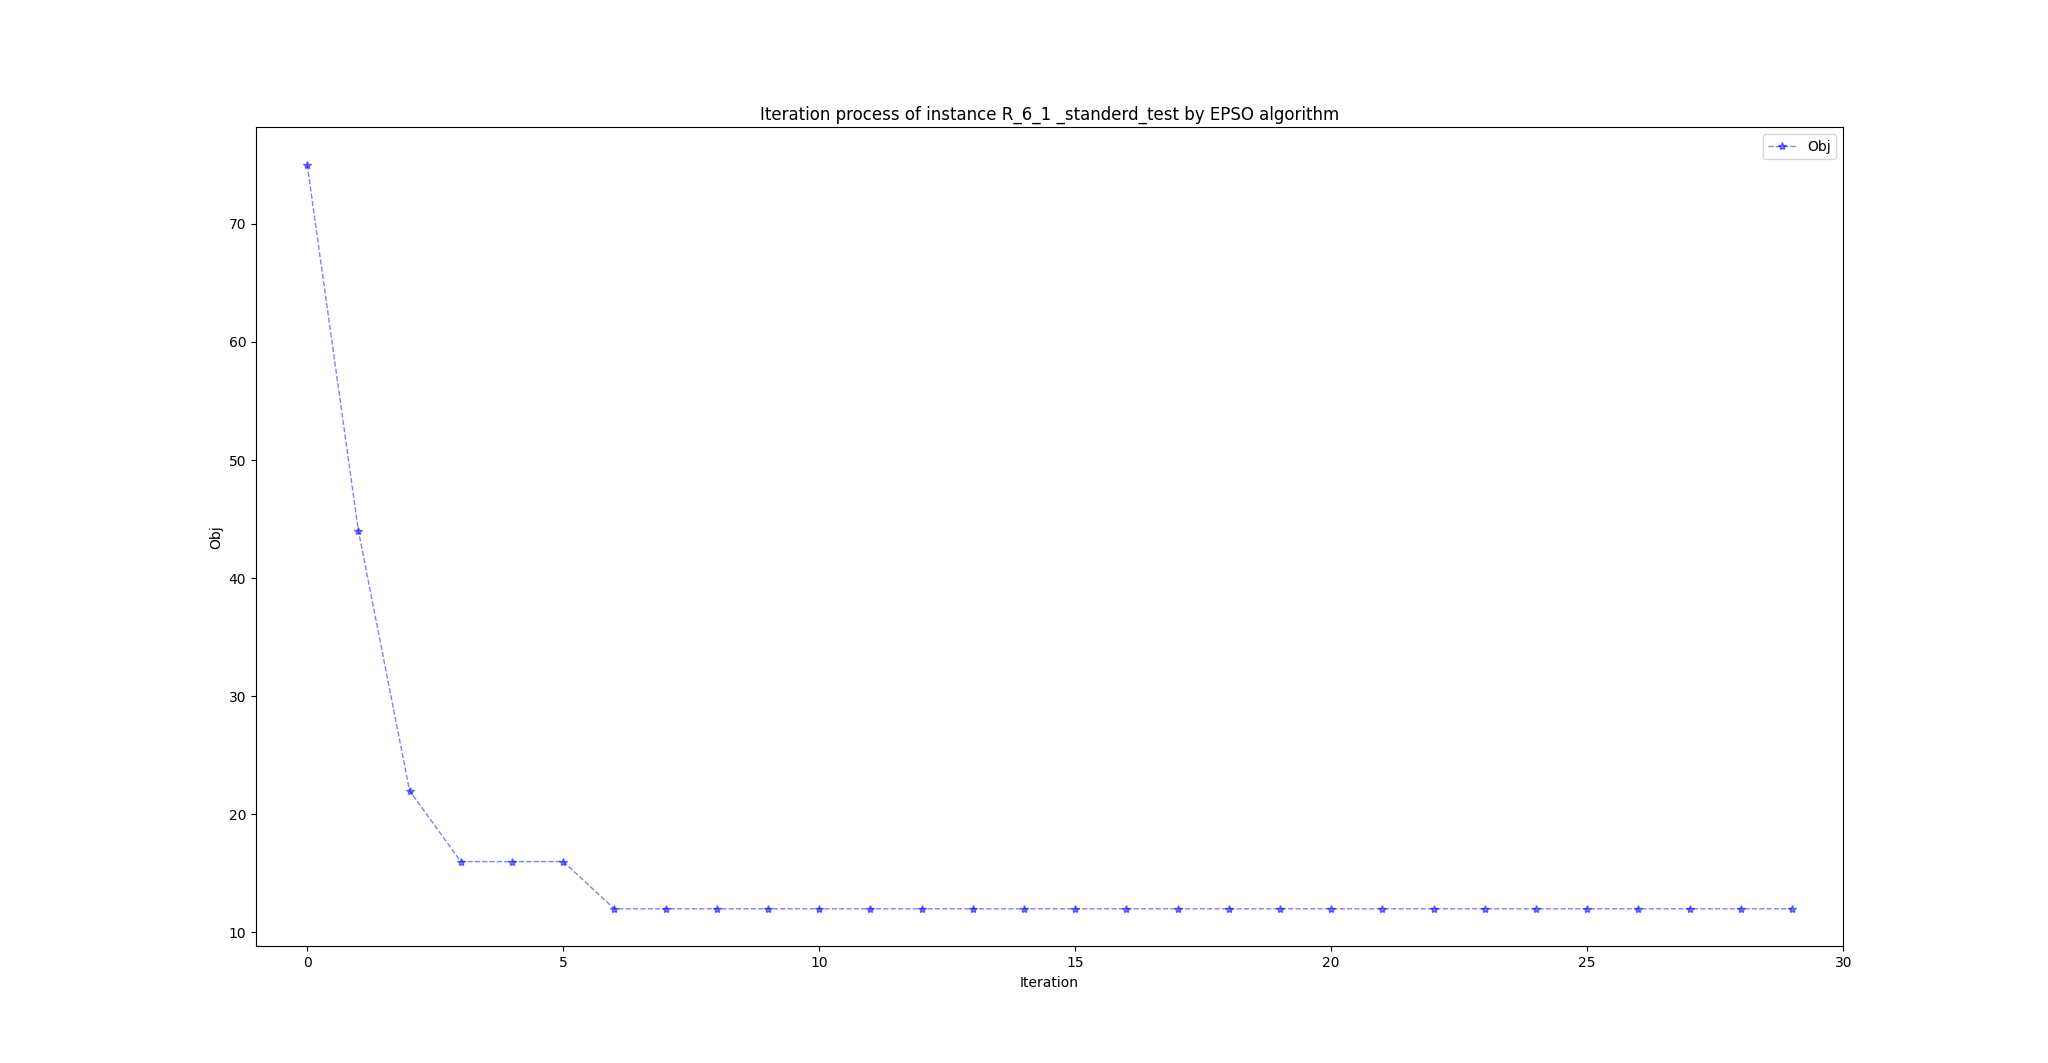 Iteration process of instance R_6_1 _standerd_test by EPSO algorithm
Obj
70
60
50
40
30
20
10
Obj
0 5 10 15 20 25 30
Iteration